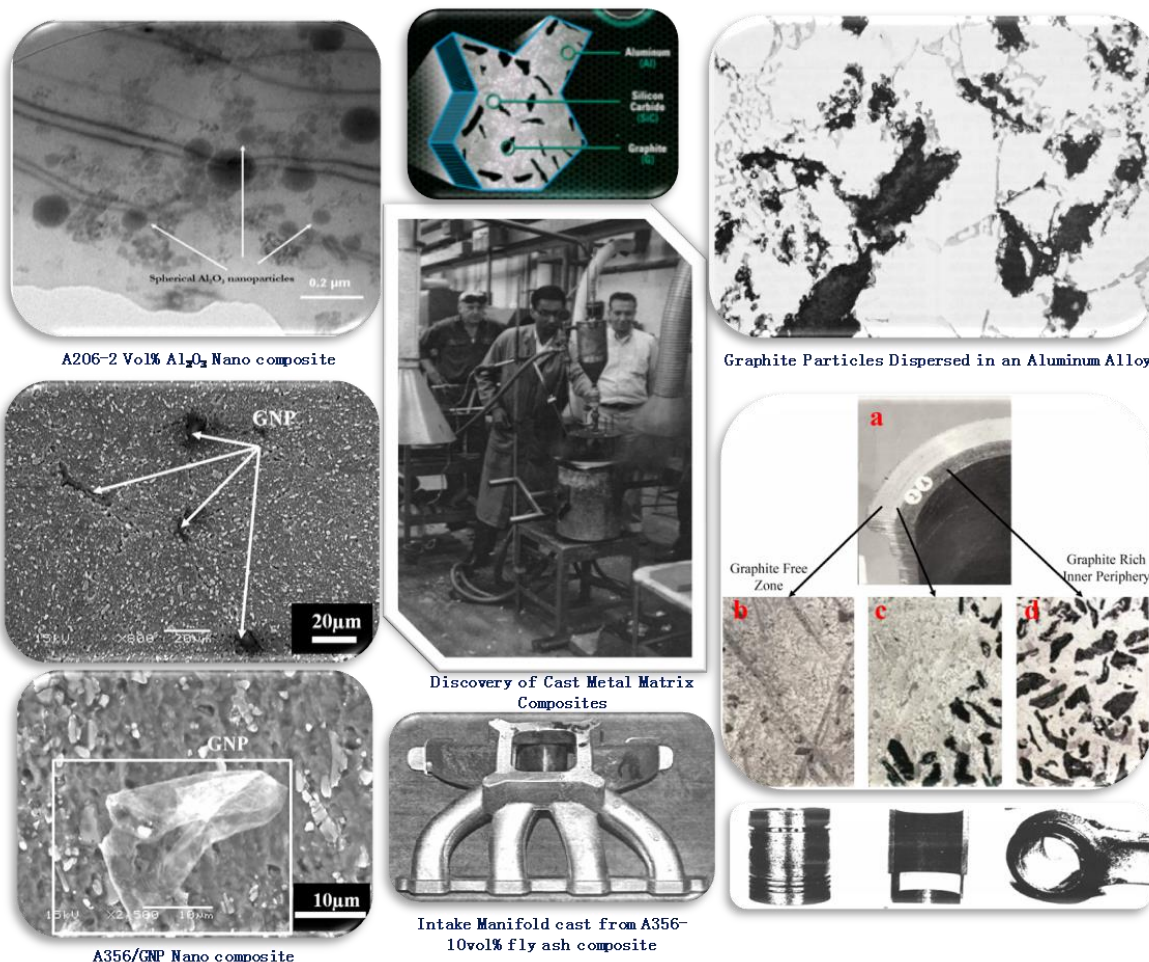 Spherical Al₂O₃ nanoparticles
0.2 µm
A206-2 Vol% Al₂O₃ Nano composite
Aluminum
(Al)
Silicon
Carbide
(SiC)
Graphite
(G)
Graphite Particles Dispersed in an Aluminum Alloy
GNP
15kV X800 20µm
20µm
GNP
15kV X2,500 10µm
10µm
A356/GNP Nano composite
Discovery of Cast Metal Matrix
Composites
Intake Manifold cast from A356-
10vol% fly ash composite
a
Graphite Free
Zone
Graphite Rich
Inner Periphery
b
c
d